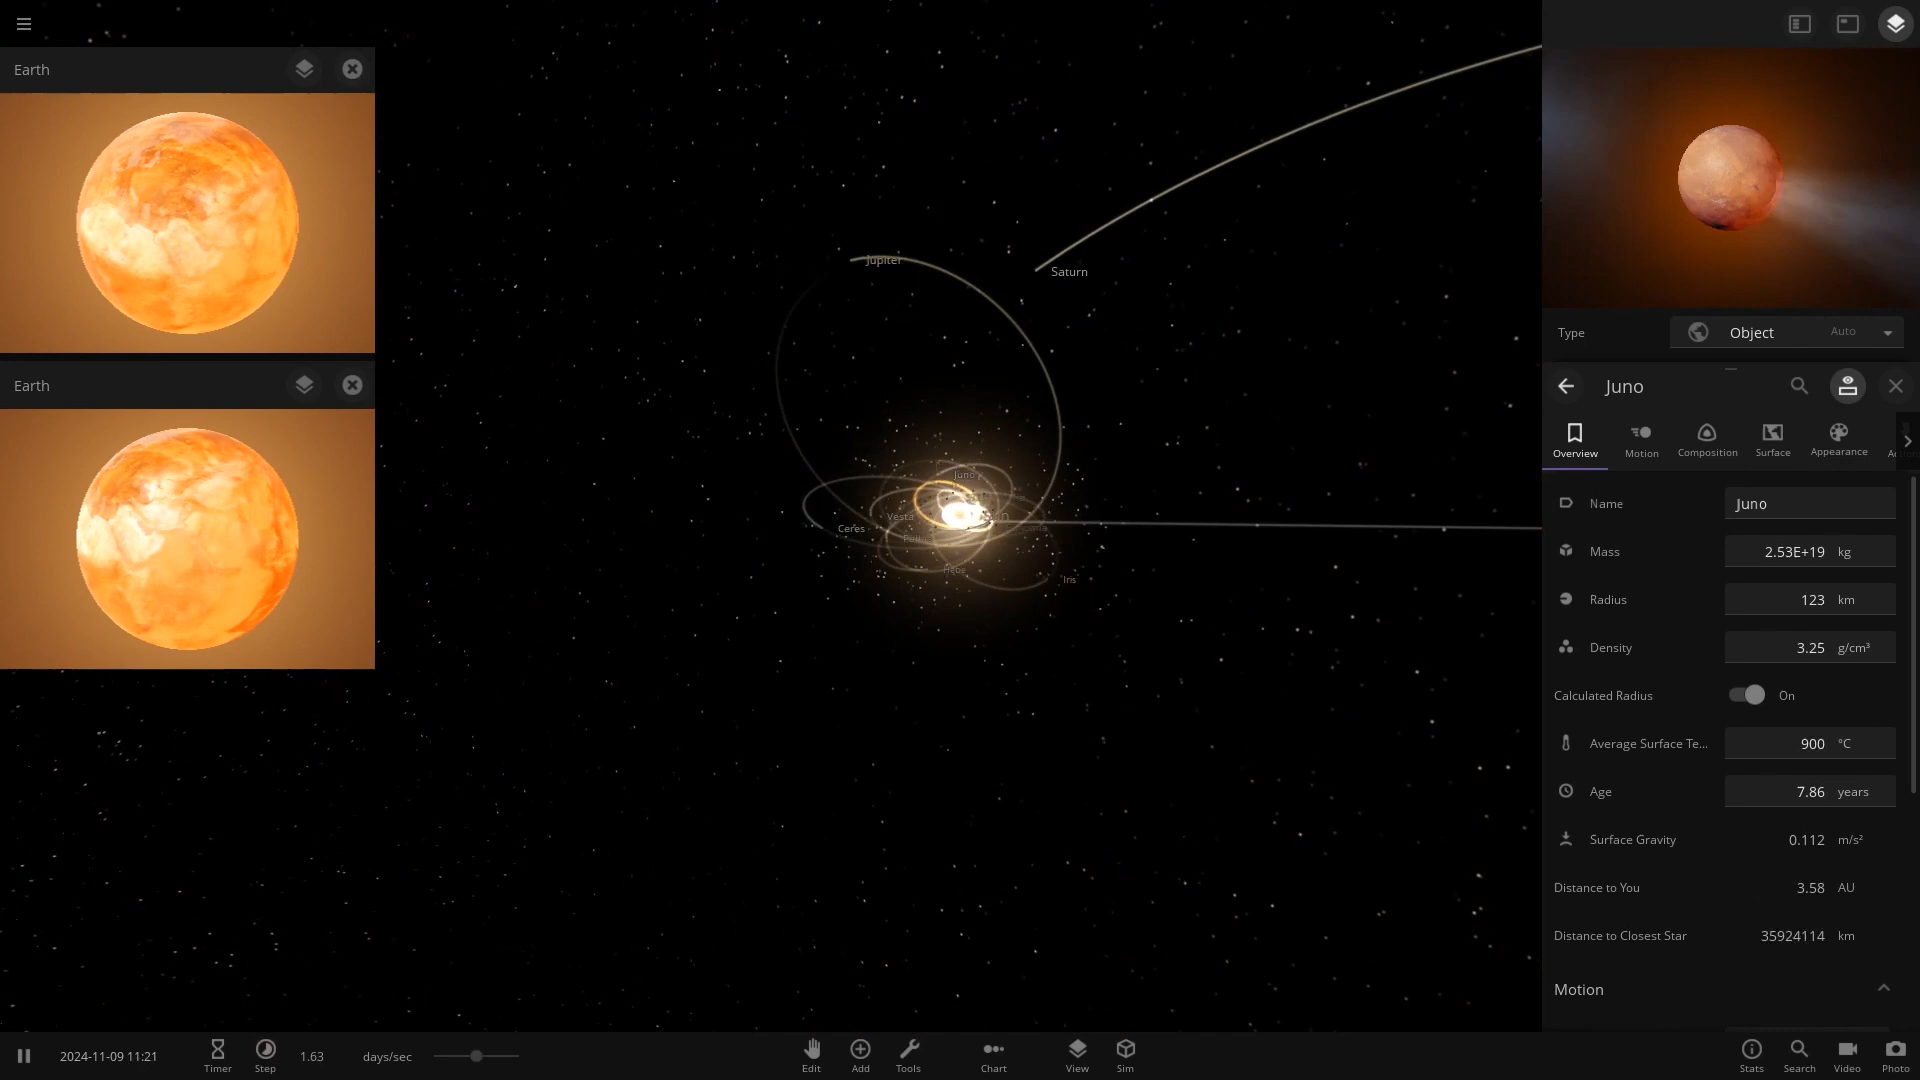 Earth
Earth
Jupiter
Saturn
Juno
Vesta
Ceres
Hebe
Iris
Type
Object
Auto
Juno
Overview
Motion
Composition
Surface
Appearance
Name
Juno
Mass
2.53E+19 kg
Radius
123 km
Density
3.25 g/cm³
Calculated Radius
On
Average Surface Te...
900 °C
Age
7.86 years
Surface Gravity
0.112 m/s²
Distance to You
3.58 AU
Distance to Closest Star
35924114 km
Motion
2024-11-09 11:21
Timer
Step
1.63 days/sec
Edit
Add
Tools
Chart
View
Sim
Stats
Search
Video
Photo